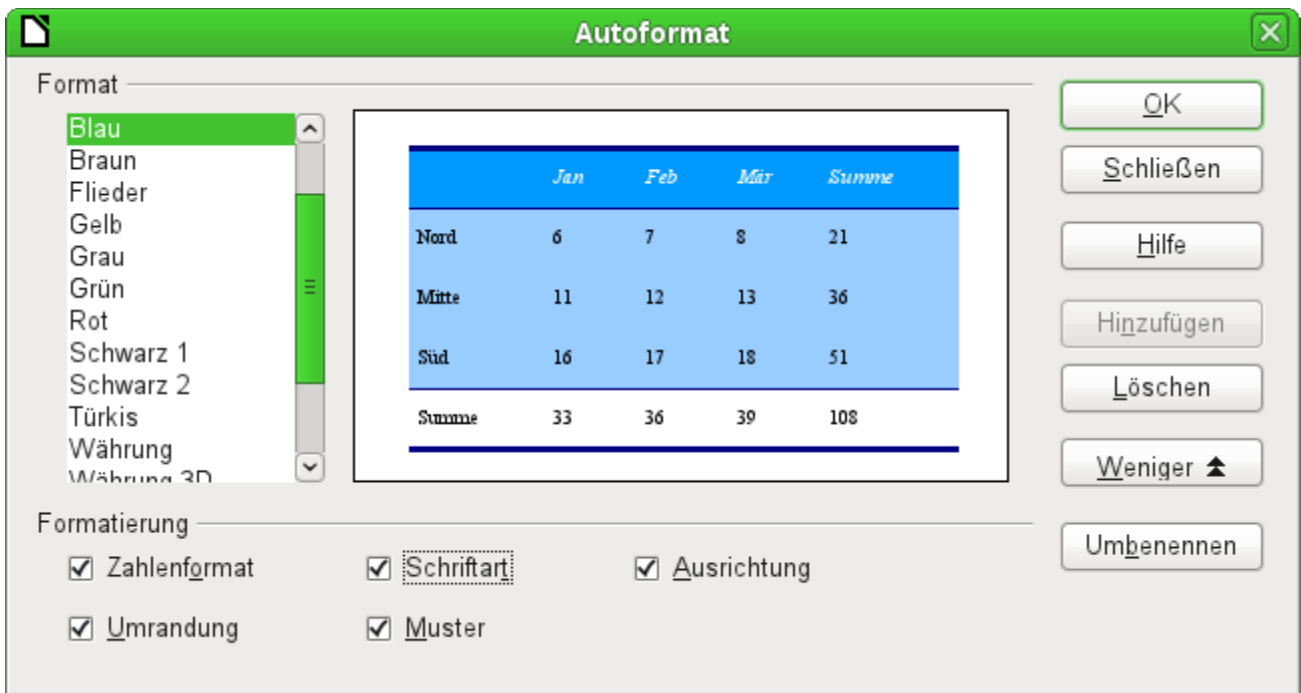 Autoformat
Format
Blau
Braun
Flieder
Gelb
Grau
Grün
Rot
Schwarz 1
Schwarz 2
Türkis
Währung
Währung 3D
Jan Feb Mär Summe
Nord 6 7 8 21
Mitte 11 12 13 36
Süd 16 17 18 51
Summe 33 36 39 108
OK
Schließen
Hilfe
Hinzufügen
Löschen
Weniger
Umbenennen
Formatierung
Zahlenformat Schriftart Ausrichtung
Umrandung Muster